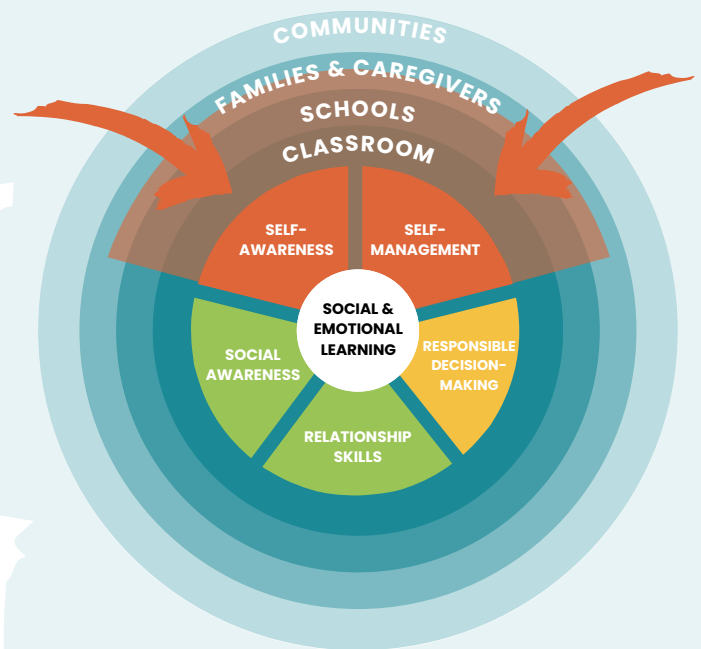 COMMUNITIES
FAMILIES & CAREGIVERS
SCHOOLS
CLASSROOM
SELF-
AWARENESS
SELF-
MANAGEMENT
SOCIAL &
EMOTIONAL
LEARNING
SOCIAL
AWARENESS
RESPONSIBLE
DECISION-
MAKING
RELATIONSHIP
SKILLS